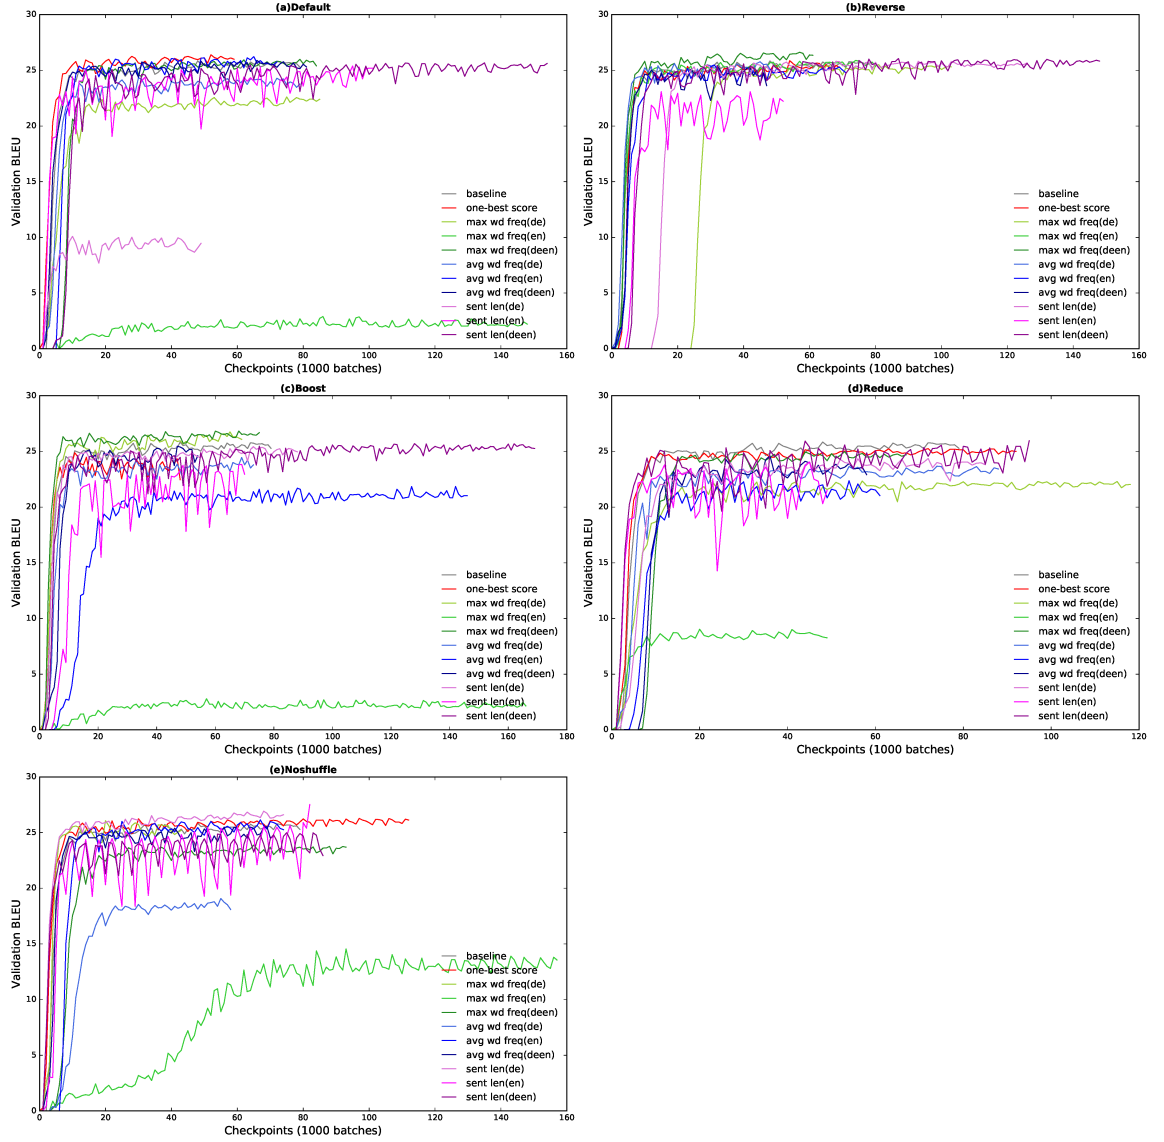 (a)Default
Validation BLEU
30
25
20
15
10
5
0
baseline
one-best score
max wd freq(de)
max wd freq(en)
max wd freq(deen)
avg wd freq(de)
avg wd freq(en)
avg wd freq(deen)
sent len(de)
sent len(en)
sent len(deen)
0 20 40 60 80 100 120 140 160
Checkpoints (1000 batches)
(b)Reverse
Validation BLEU
30
25
20
15
10
5
0
baseline
one-best score
max wd freq(de)
max wd freq(en)
max wd freq(deen)
avg wd freq(de)
avg wd freq(en)
avg wd freq(deen)
sent len(de)
sent len(en)
sent len(deen)
0 20 40 60 80 100 120 140 160
Checkpoints (1000 batches)
(c)Boost
Validation BLEU
30
25
20
15
10
5
0
baseline
one-best score
max wd freq(de)
max wd freq(en)
max wd freq(deen)
avg wd freq(de)
avg wd freq(en)
avg wd freq(deen)
sent len(de)
sent len(en)
sent len(deen)
0 20 40 60 80 100 120 140 160 180
Checkpoints (1000 batches)
(d)Reduce
Validation BLEU
30
25
20
15
10
5
0
baseline
one-best score
max wd freq(de)
max wd freq(en)
max wd freq(deen)
avg wd freq(de)
avg wd freq(en)
avg wd freq(deen)
sent len(de)
sent len(en)
sent len(deen)
0 20 40 60 80 100 120
Checkpoints (1000 batches)
(e)Noshuffle
Validation BLEU
30
25
20
15
10
5
0
baseline
one-best score
max wd freq(de)
max wd freq(en)
max wd freq(deen)
avg wd freq(de)
avg wd freq(en)
avg wd freq(deen)
sent len(de)
sent len(en)
sent len(deen)
0 20 40 60 80 100 120 140 160
Checkpoints (1000 batches)